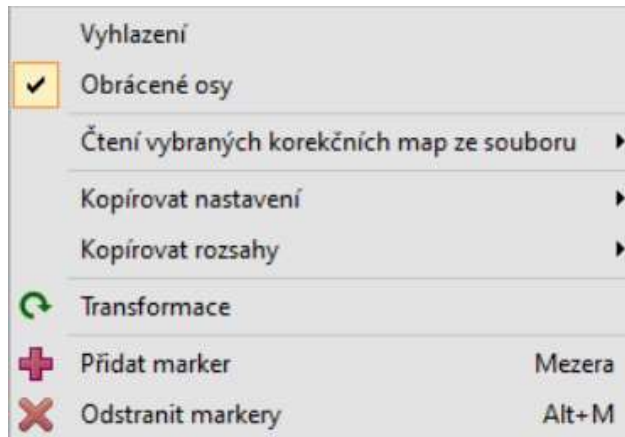 Vyhlazení
Obrácené osy
Čtení vybraných korekčních map ze souboru
Kopírovat nastavení
Kopírovat rozsahy
Transformace
Přidat marker Mezera
Odstranit markery Alt+M